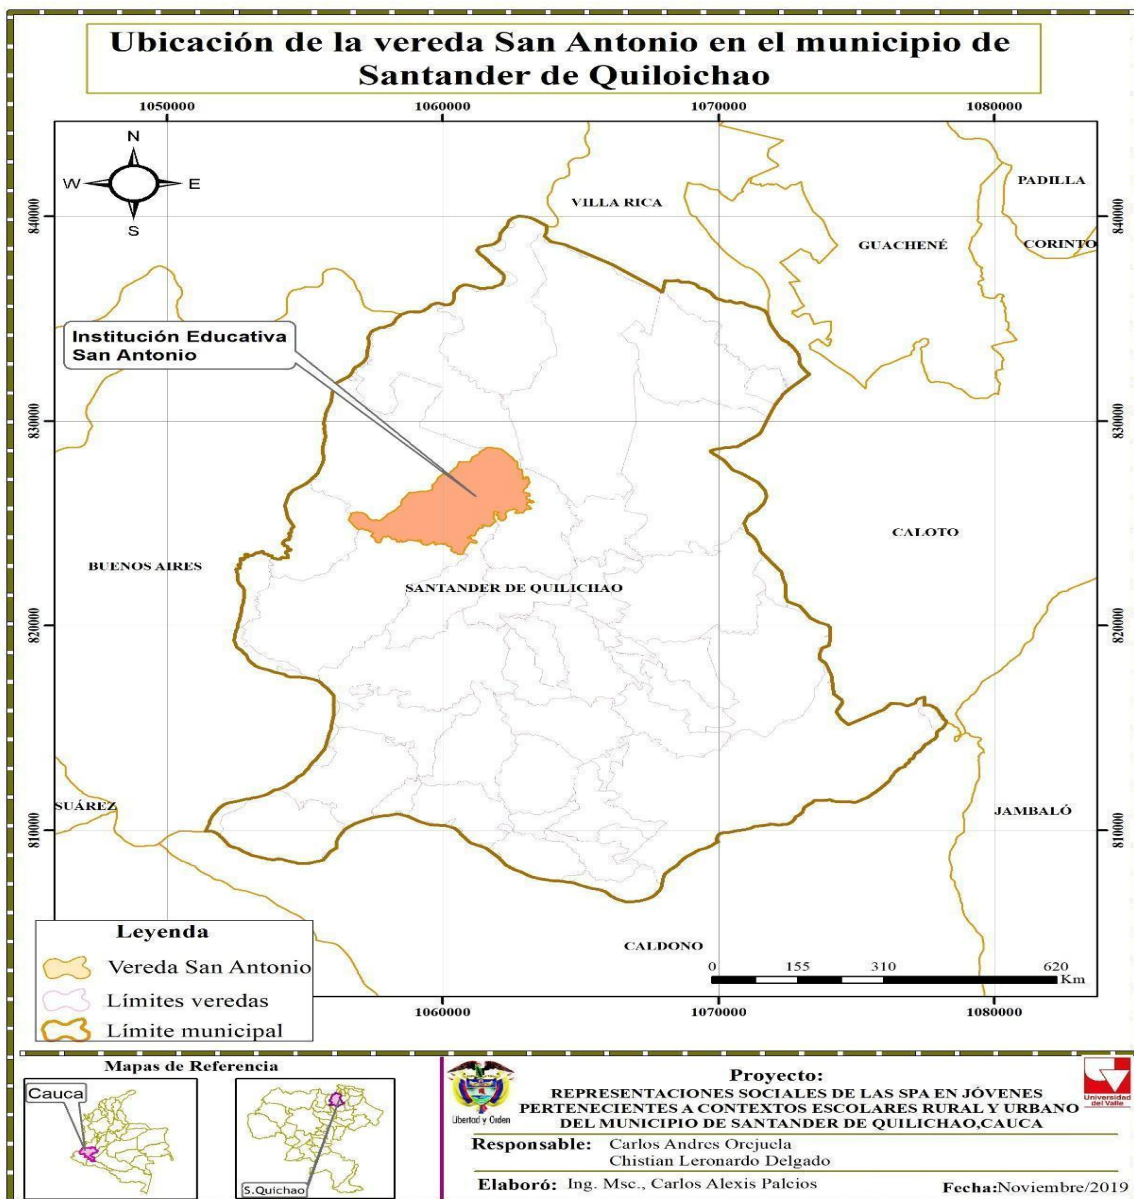 Ubicación de la vereda San Antonio en el municipio de
Santander de Quiloichao
1050000
1060000
1070000
1080000
N
W
E
S
840000
840000
PADILLA
VILLA RICA
GUACHENÉ
CORINTO
Institución Educativa
San Antonio
830000
830000
CALOTO
BUENOS AIRES
SANTANDER DE QUILICHAO
820000
820000
SUÁREZ
JAMBALÓ
810000
810000
CALDONO
Leyenda
Vereda San Antonio
Límites veredas
Límite municipal
0 155 310 620
Km
1060000
1070000
1080000
Mapas de Referencia
Cauca
S.Quichao
Libertad y Orden
Proyecto:
REPRESENTACIONES SOCIALES DE LAS SPA EN JÓVENES
PERTENECIENTES A CONTEXTOS ESCOLARES RURAL Y URBANO
DEL MUNICIPIO DE SANTANDER DE QUILICHAO,CAUCA
Universidad
del Valle
Responsable: Carlos Andres Orejuela
Chistian Leronardo Delgado
Elaboró: Ing. Msc., Carlos Alexis Palcios
Fecha:Noviembre/2019